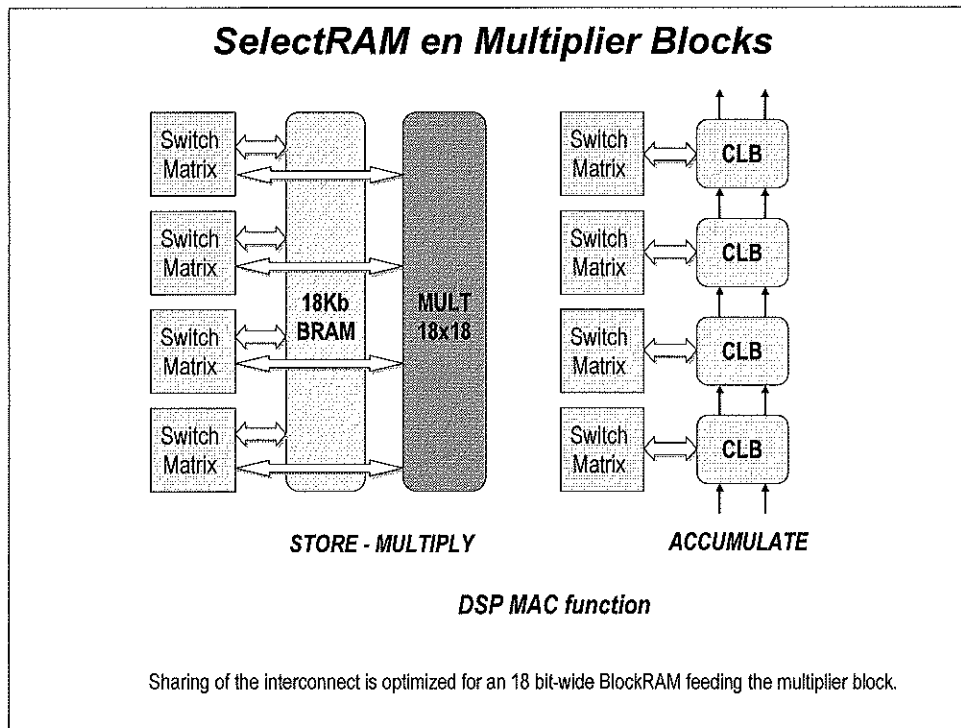 SelectRAM en Multiplier Blocks
Switch
Matrix
Switch
Matrix
Switch
Matrix
Switch
Matrix
18Kb
BRAM
MULT
18x18
Switch
Matrix
CLB
Switch
Matrix
CLB
Switch
Matrix
CLB
Switch
Matrix
CLB
STORE - MULTIPLY
ACCUMULATE
DSP MAC function
Sharing of the interconnect is optimized for an 18 bit-wide BlockRAM feeding the multiplier block.